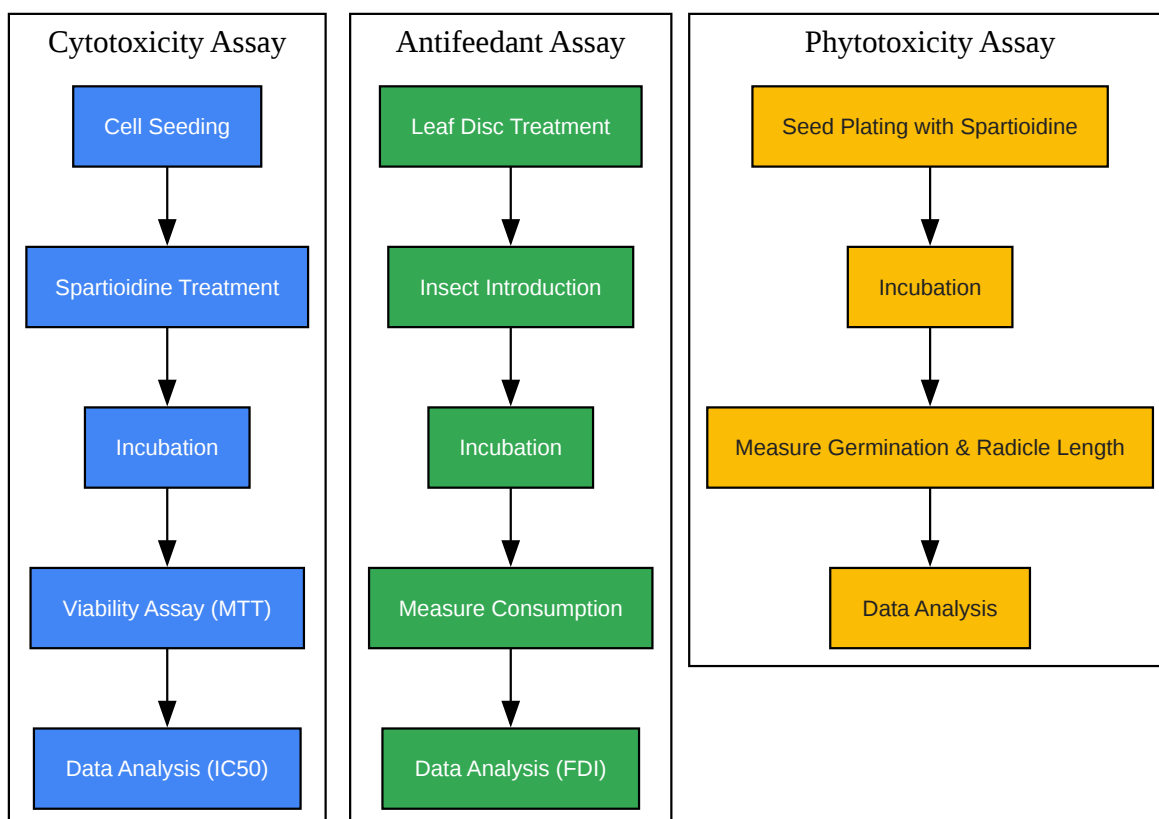 Cytotoxicity Assay
Cell Seeding
Spartioidine Treatment
Incubation
Viability Assay (MTT)
Data Analysis (IC50)
Antifeedant Assay
Leaf Disc Treatment
Insect Introduction
Incubation
Measure Consumption
Data Analysis (FDI)
Phytotoxicity Assay
Seed Plating with Spartioidine
Incubation
Measure Germination & Radicle Length
Data Analysis